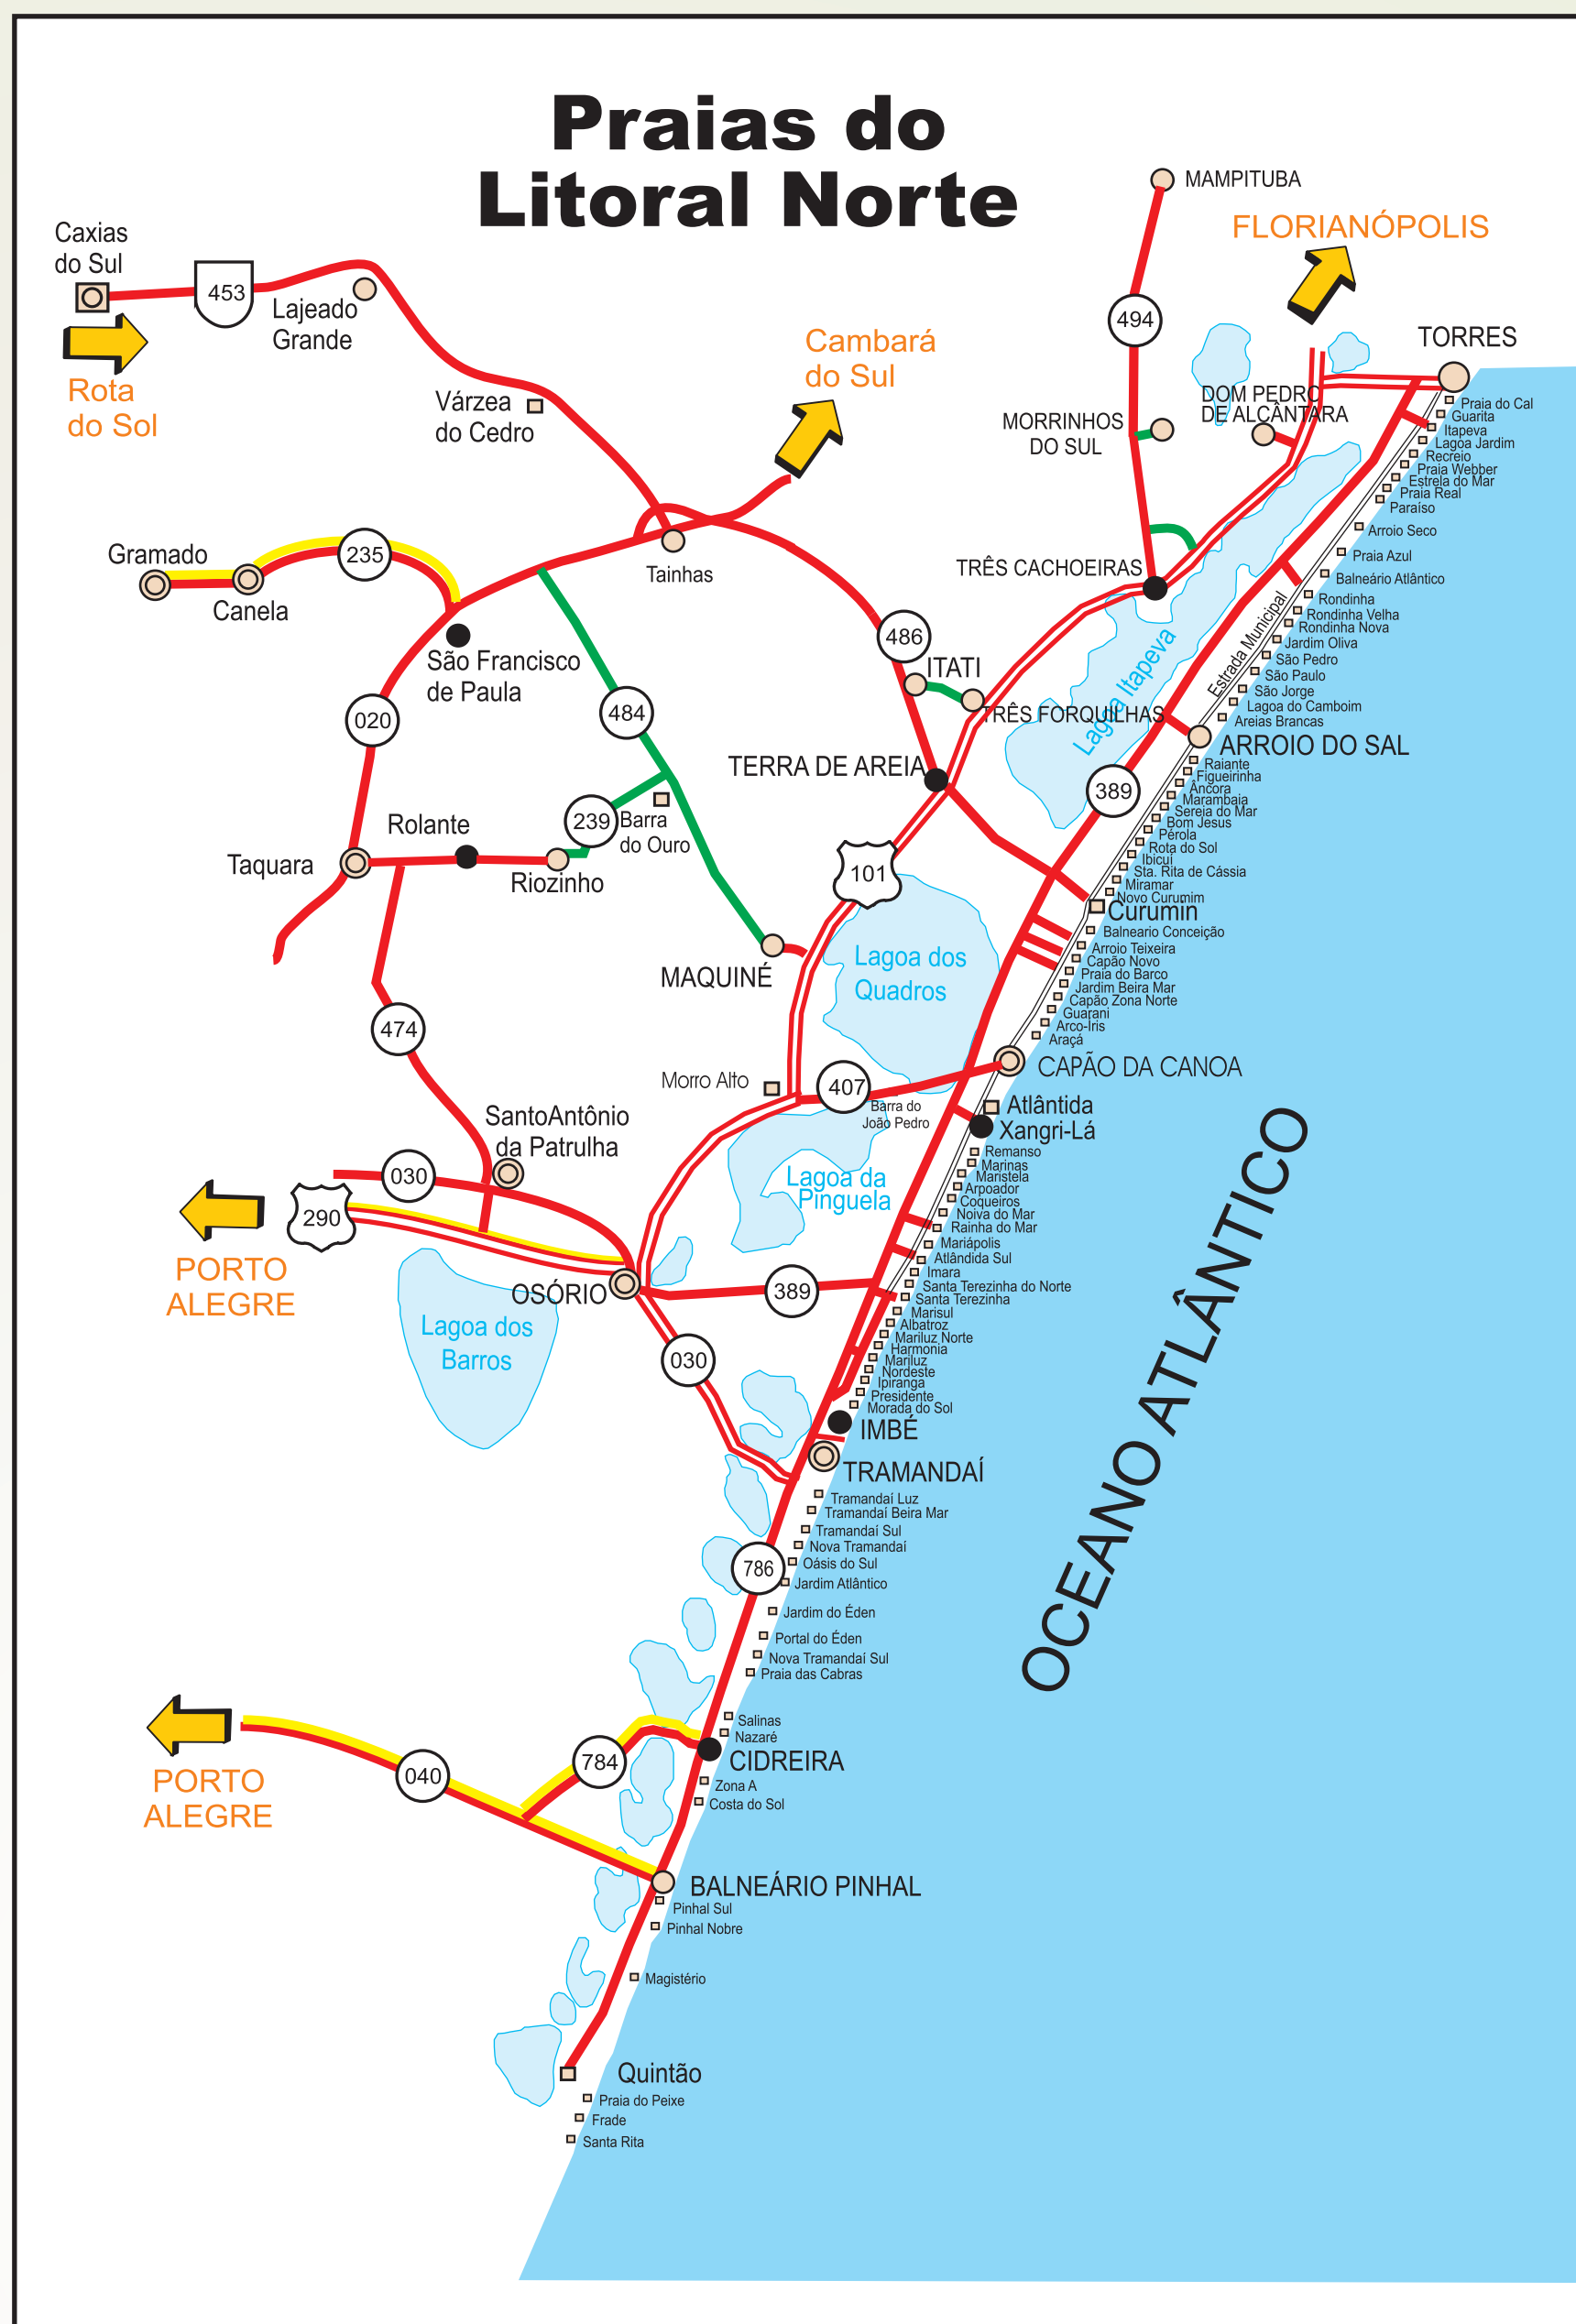 Praias do
Litoral Norte
MAMPITUBA
FLORIANÓPOLIS
Caxias
do Sul
453
Lajeado
Grande
494
TORRES
Rota
do Sol
Cambará
do Sul
Várzea
do Cedro
MORRINHOS
DO SUL
DOM PEDRO
DE ALCÂNTARA
Praia do Cal
Guarita
Itapeva
Lagoa Jardim
Recreio
Praia Webber
Estrela do Mar
Praia Real
Paraíso
Arroio Seco
Praia Azul
Balneário Atlântico
Rondinha
Rondinha Velha
Rondinha Nova
Jardim Oliva
São Pedro
São Paulo
São Jorge
Lagoa do Camboim
Areias Brancas
Estrada Municipal
Gramado
235
Canela
Tainhas
TRÊS CACHOEIRAS
São Francisco
de Paula
486
ITATI
TRÊS FORQUILHAS
Lagoa Itapeva
020
484
ARROIO DO SAL
TERRA DE AREIA
389
Raiante
Figueirinha
Âncora
Marambaia
Sereia do Mar
Bom Jesus
Pérola
Rota do Sol
Ibicuí
Sta. Rita de Cássia
Miramar
Novo Curumim
Curumin
Balneario Conceição
Arroio Teixeira
Capão Novo
Praia do Barco
Jardim Beira Mar
Capão Zona Norte
Guarani
Arco-Íris
Araçá
Rolante
239
Barra
do Ouro
Taquara
Riozinho
101
MAQUINÉ
Lagoa dos
Quadros
474
Morro Alto
407
CAPÃO DA CANOA
Barra do
João Pedro
Atlântida
Xangri-Lá
SantoAntônio
da Patrulha
030
290
Lagoa da
Pinguela
Remanso
Marinas
Maristela
Arpoador
Coqueiros
Noiva do Mar
Rainha do Mar
Mariápolis
Atlândida Sul
Imara
Santa Terezinha do Norte
Santa Terezinha
Marisul
Albatroz
Mariluz Norte
Harmonia
Mariluz
Nordeste
Ipiranga
Presidente
Morada do Sol
PORTO
ALEGRE
OSÓRIO
389
Lagoa dos
Barros
030
OCEANO ATLÂNTICO
IMBÉ
TRAMANDAÍ
Tramandaí Luz
Tramandaí Beira Mar
Tramandaí Sul
Nova Tramandaí
Oásis do Sul
Jardim Atlântico
786
Jardim do Éden
Portal do Éden
Nova Tramandaí Sul
Praia das Cabras
Salinas
Nazaré
CIDREIRA
784
040
PORTO
ALEGRE
Zona A
Costa do Sol
BALNEÁRIO PINHAL
Pinhal Sul
Pinhal Nobre
Magistério
Quintão
Praia do Peixe
Frade
Santa Rita